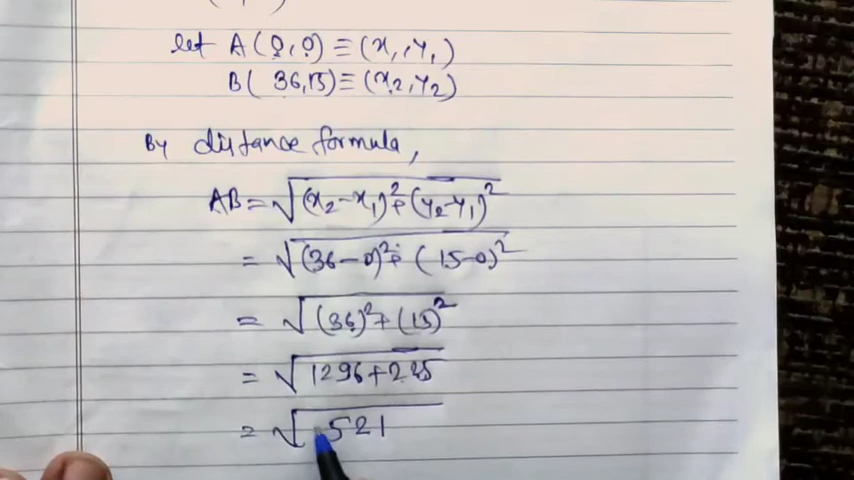 let A (0,0) ≡ (x₁,Y₁)
B( 36,15) ≡ (x₂,Y₂)
By distance formula,
AB = √(x₂-x₁)²+(Y₂-Y₁)²
= √(36-0)²+(15-0)²
= √(36)²+(15)²
= √1296+225
= √521